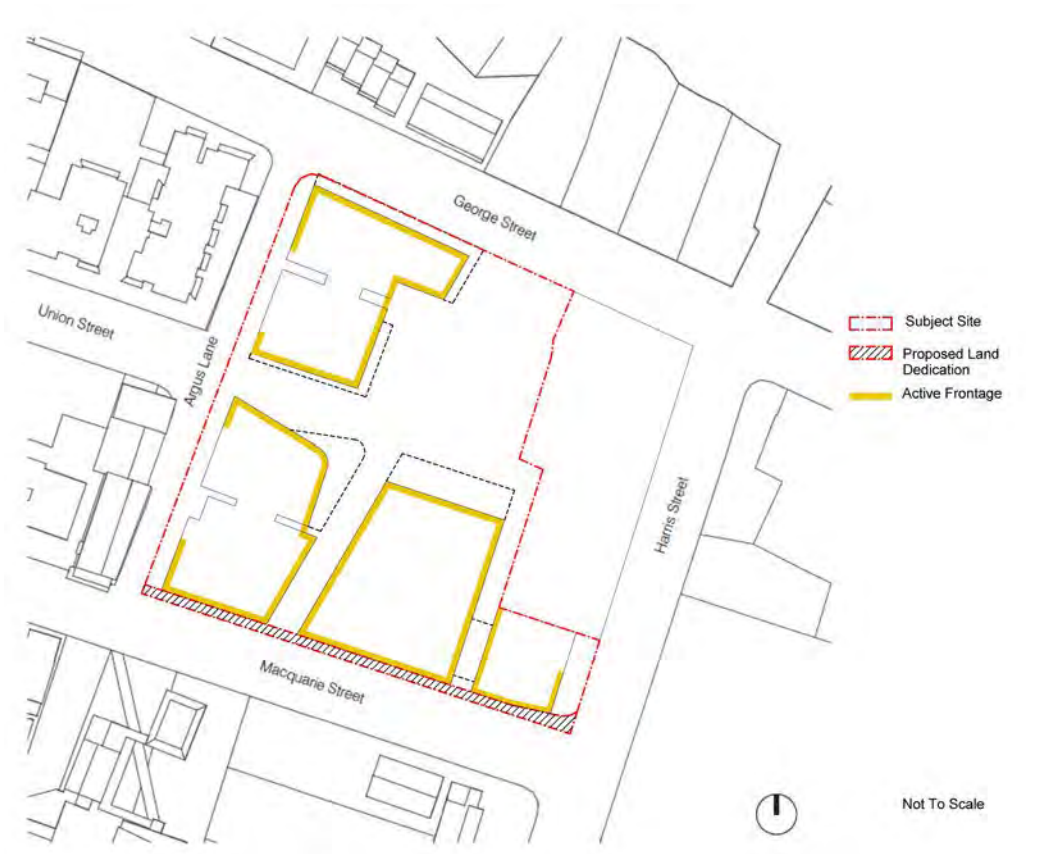 George Street
Union Street
Argus Lane
Harris Street
Macquarie Street
Subject Site
Proposed Land
Dedication
Active Frontage
Not To Scale